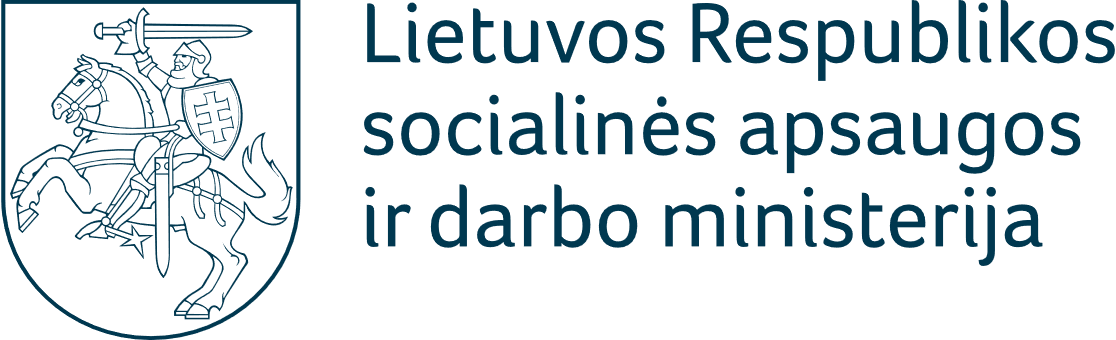 Lietuvos Respublikos
socialinės apsaugos
ir darbo ministerija